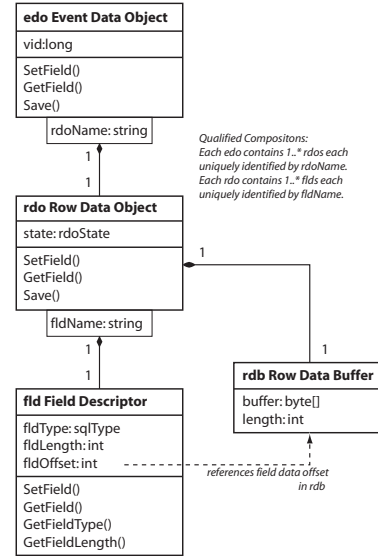 edo Event Data Object
vid:long
SetField()
GetField()
Save()
rdoName: string
1
1
Qualified Compositons:
Each edo contains 1..* rdos each
uniquely identified by rdoName.
Each rdo contains 1..* flds each
uniquely identified by fldName.
rdo Row Data Object
state: rdoState
SetField()
GetField()
Save()
1
fldName: string
1
1
1
rdb Row Data Buffer
buffer: byte[]
length: int
fld Field Descriptor
fldType: sqlType
fldLength: int
fldOffset: int
references field data offset
in rdb
SetField()
GetField()
GetFieldType()
GetFieldLength()